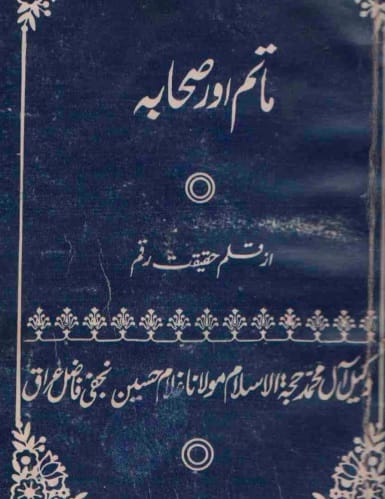 ماتم اور صحابہ
از قلم حقیقت رقم
وکیل آل محمدؐ حجۃ الاسلام مولانا غلام حسین نجفی فاضل عراق